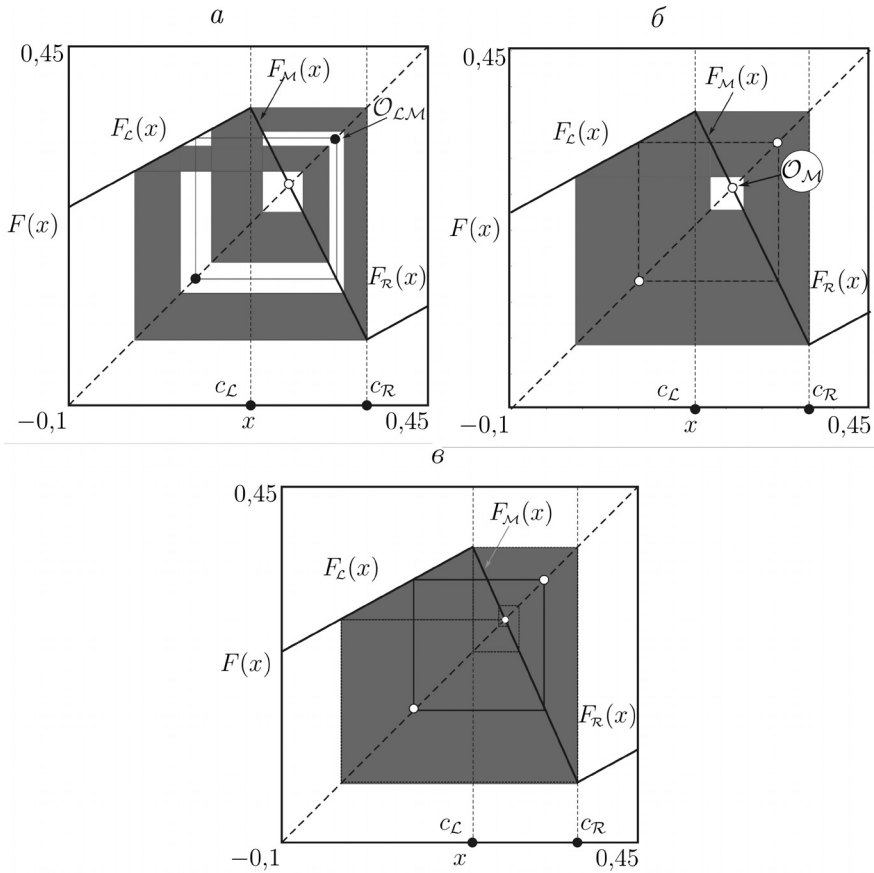 а
0,45
F_ℳ(x)
𝒪_ℒℳ
F_ℒ(x)
F(x)
F_ℛ(x)
c_ℒ
c_ℛ
−0,1
x
0,45
б
0,45
F_ℳ(x)
F_ℒ(x)
𝒪_ℳ
F(x)
F_ℛ(x)
c_ℒ
c_ℛ
−0,1
x
0,45
в
0,45
F_ℳ(x)
F_ℒ(x)
F(x)
F_ℛ(x)
c_ℒ
c_ℛ
−0,1
x
0,45